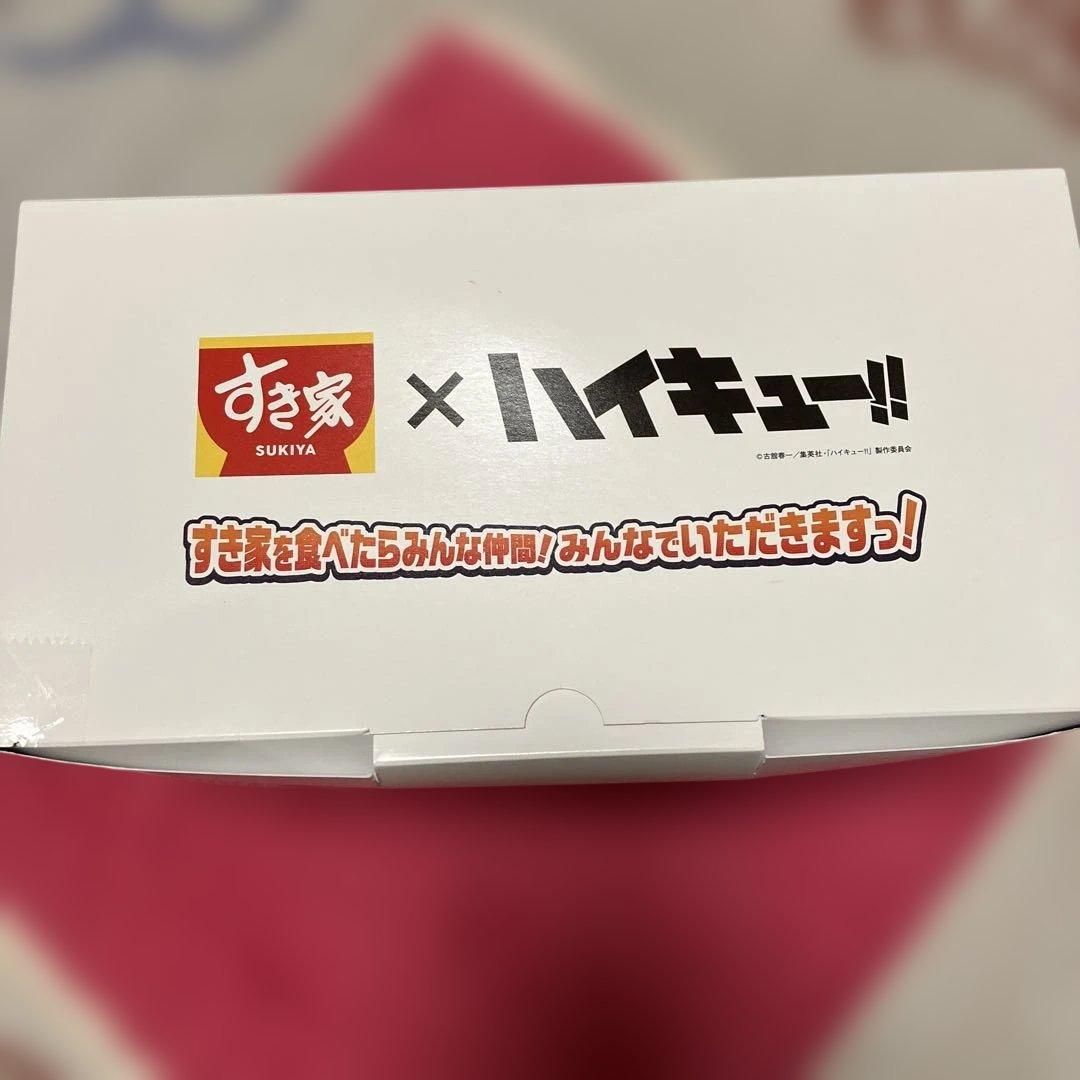 すき家 × ハイキュー!!
SUKIYA
©古舘春一／集英社・「ハイキュー!!」製作委員会
すき家を食べたらみんな仲間！みんなでいただきますっ！